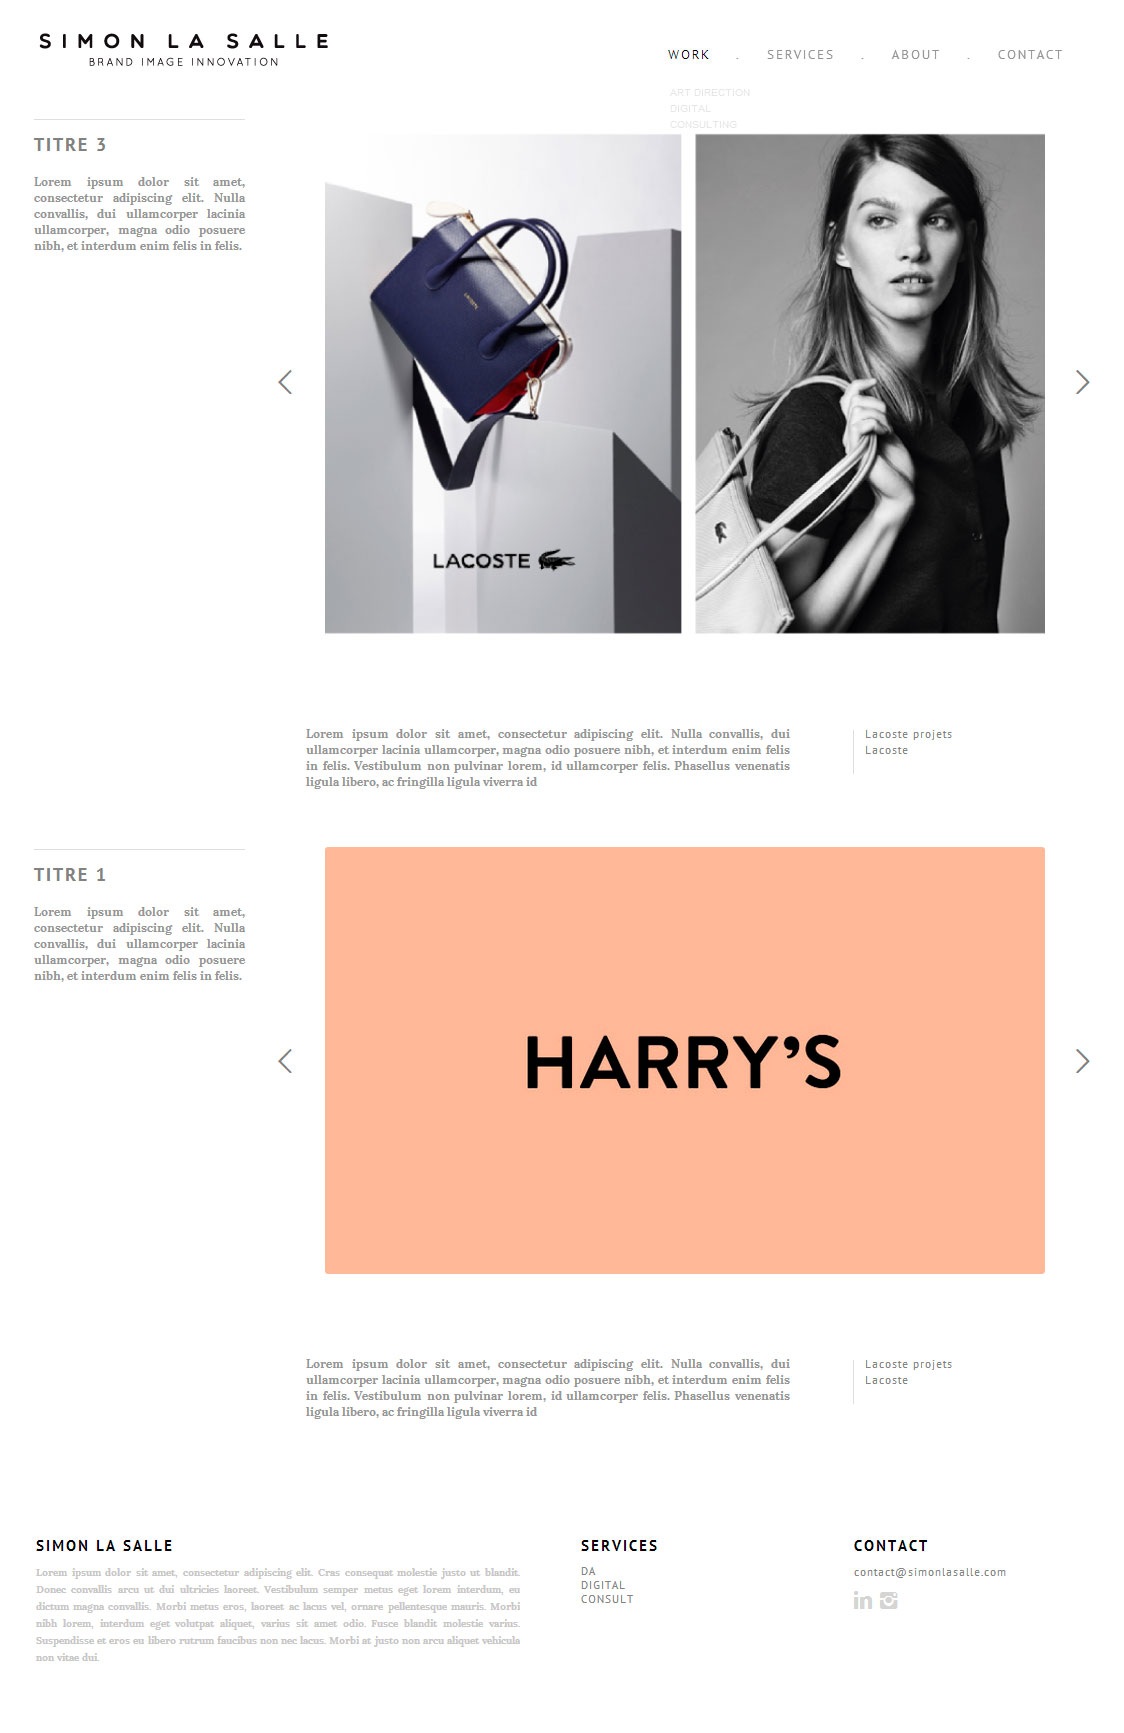 SIMON LA SALLE
BRAND IMAGE INNOVATION
WORK . SERVICES . ABOUT . CONTACT
ART DIRECTION
DIGITAL
CONSULTING
TITRE 3
Lorem ipsum dolor sit amet,
consectetur adipiscing elit. Nulla
convallis, dui ullamcorper lacinia
ullamcorper, magna odio posuere
nibh, et interdum enim felis in felis.
LACOSTE
Lorem ipsum dolor sit amet, consectetur adipiscing elit. Nulla convallis, dui
ullamcorper lacinia ullamcorper, magna odio posuere nibh, et interdum enim felis
in felis. Vestibulum non pulvinar lorem, id ullamcorper felis. Phasellus venenatis
ligula libero, ac fringilla ligula viverra id
Lacoste projets
Lacoste
TITRE 1
Lorem ipsum dolor sit amet,
consectetur adipiscing elit. Nulla
convallis, dui ullamcorper lacinia
ullamcorper, magna odio posuere
nibh, et interdum enim felis in felis.
HARRY'S
Lorem ipsum dolor sit amet, consectetur adipiscing elit. Nulla convallis, dui
ullamcorper lacinia ullamcorper, magna odio posuere nibh, et interdum enim felis
in felis. Vestibulum non pulvinar lorem, id ullamcorper felis. Phasellus venenatis
ligula libero, ac fringilla ligula viverra id
Lacoste projets
Lacoste
SIMON LA SALLE
Lorem ipsum dolor sit amet, consectetur adipiscing elit. Cras consequat molestie justo ut blandit.
Donec convallis arcu ut dui ultricies laoreet. Vestibulum semper metus eget lorem interdum, eu
dictum magna convallis. Morbi metus eros, laoreet ac lacus vel, ornare pellentesque mauris. Morbi
nibh lorem, interdum eget volutpat aliquet, varius sit amet odio. Fusce blandit molestie varius.
Suspendisse et eros eu libero rutrum faucibus non nec lacus. Morbi at justo non arcu aliquet vehicula
non vitae dui.
SERVICES
DA
DIGITAL
CONSULT
CONTACT
contact@simonlasalle.com
in